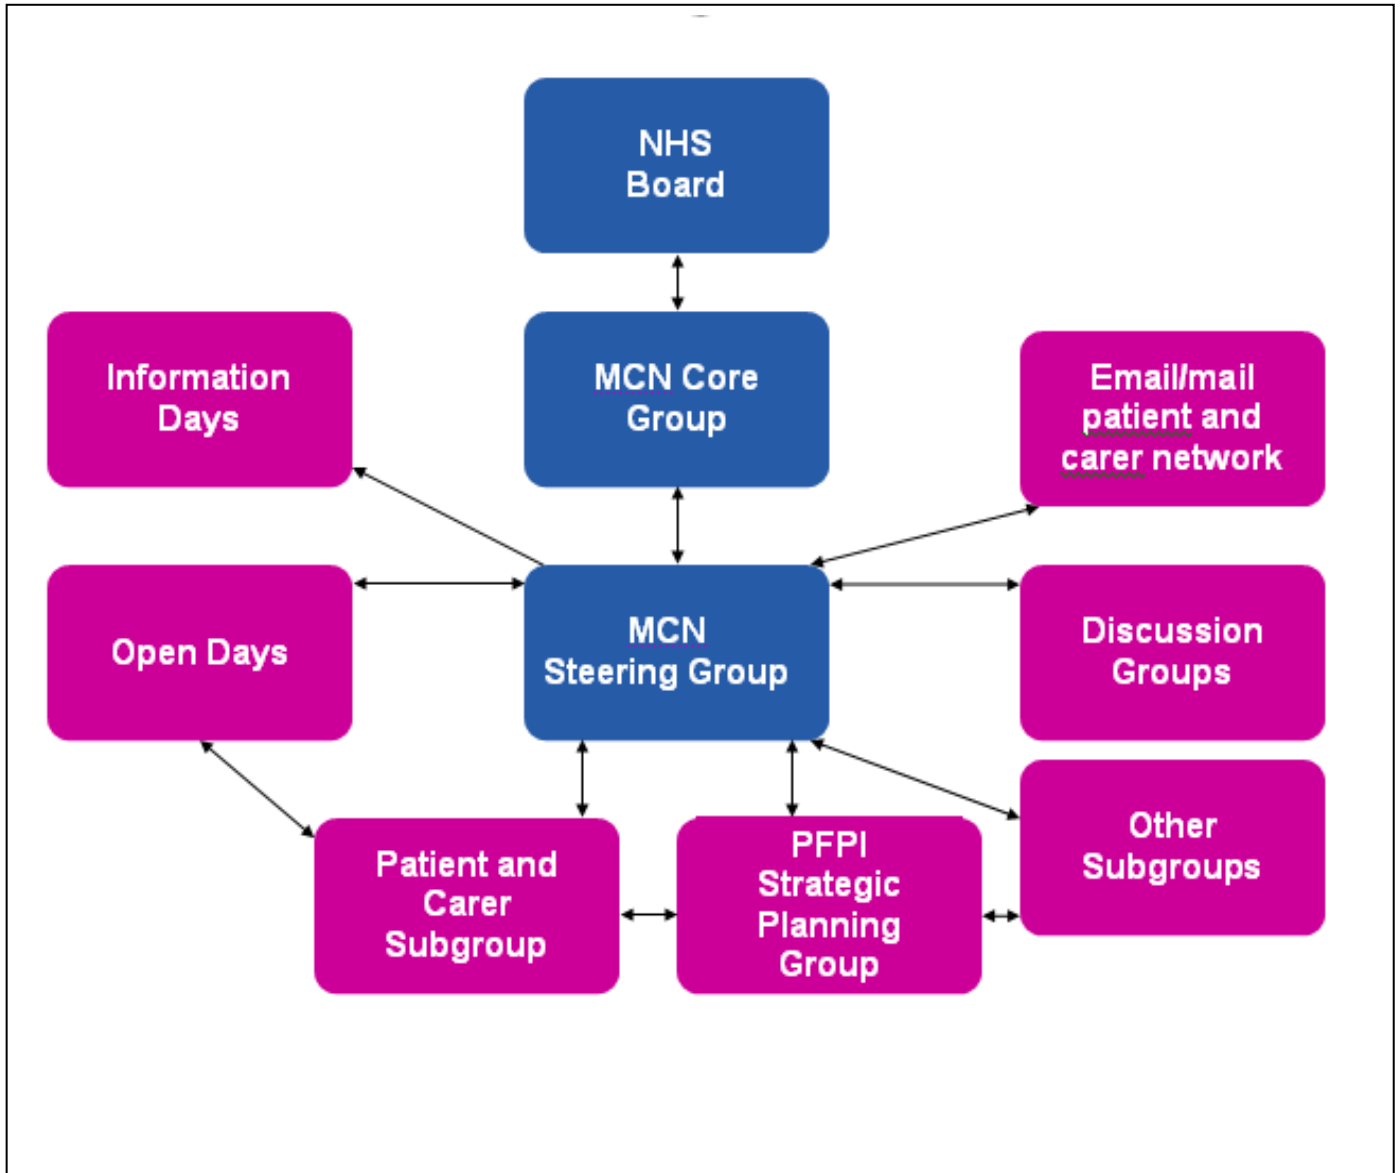 NHS
Board
Information
Days
MCN Core
Group
Email/mail
patient and
carer network
Open Days
MCN
Steering Group
Discussion
Groups
Patient and
Carer
Subgroup
PFPI
Strategic
Planning
Group
Other
Subgroups